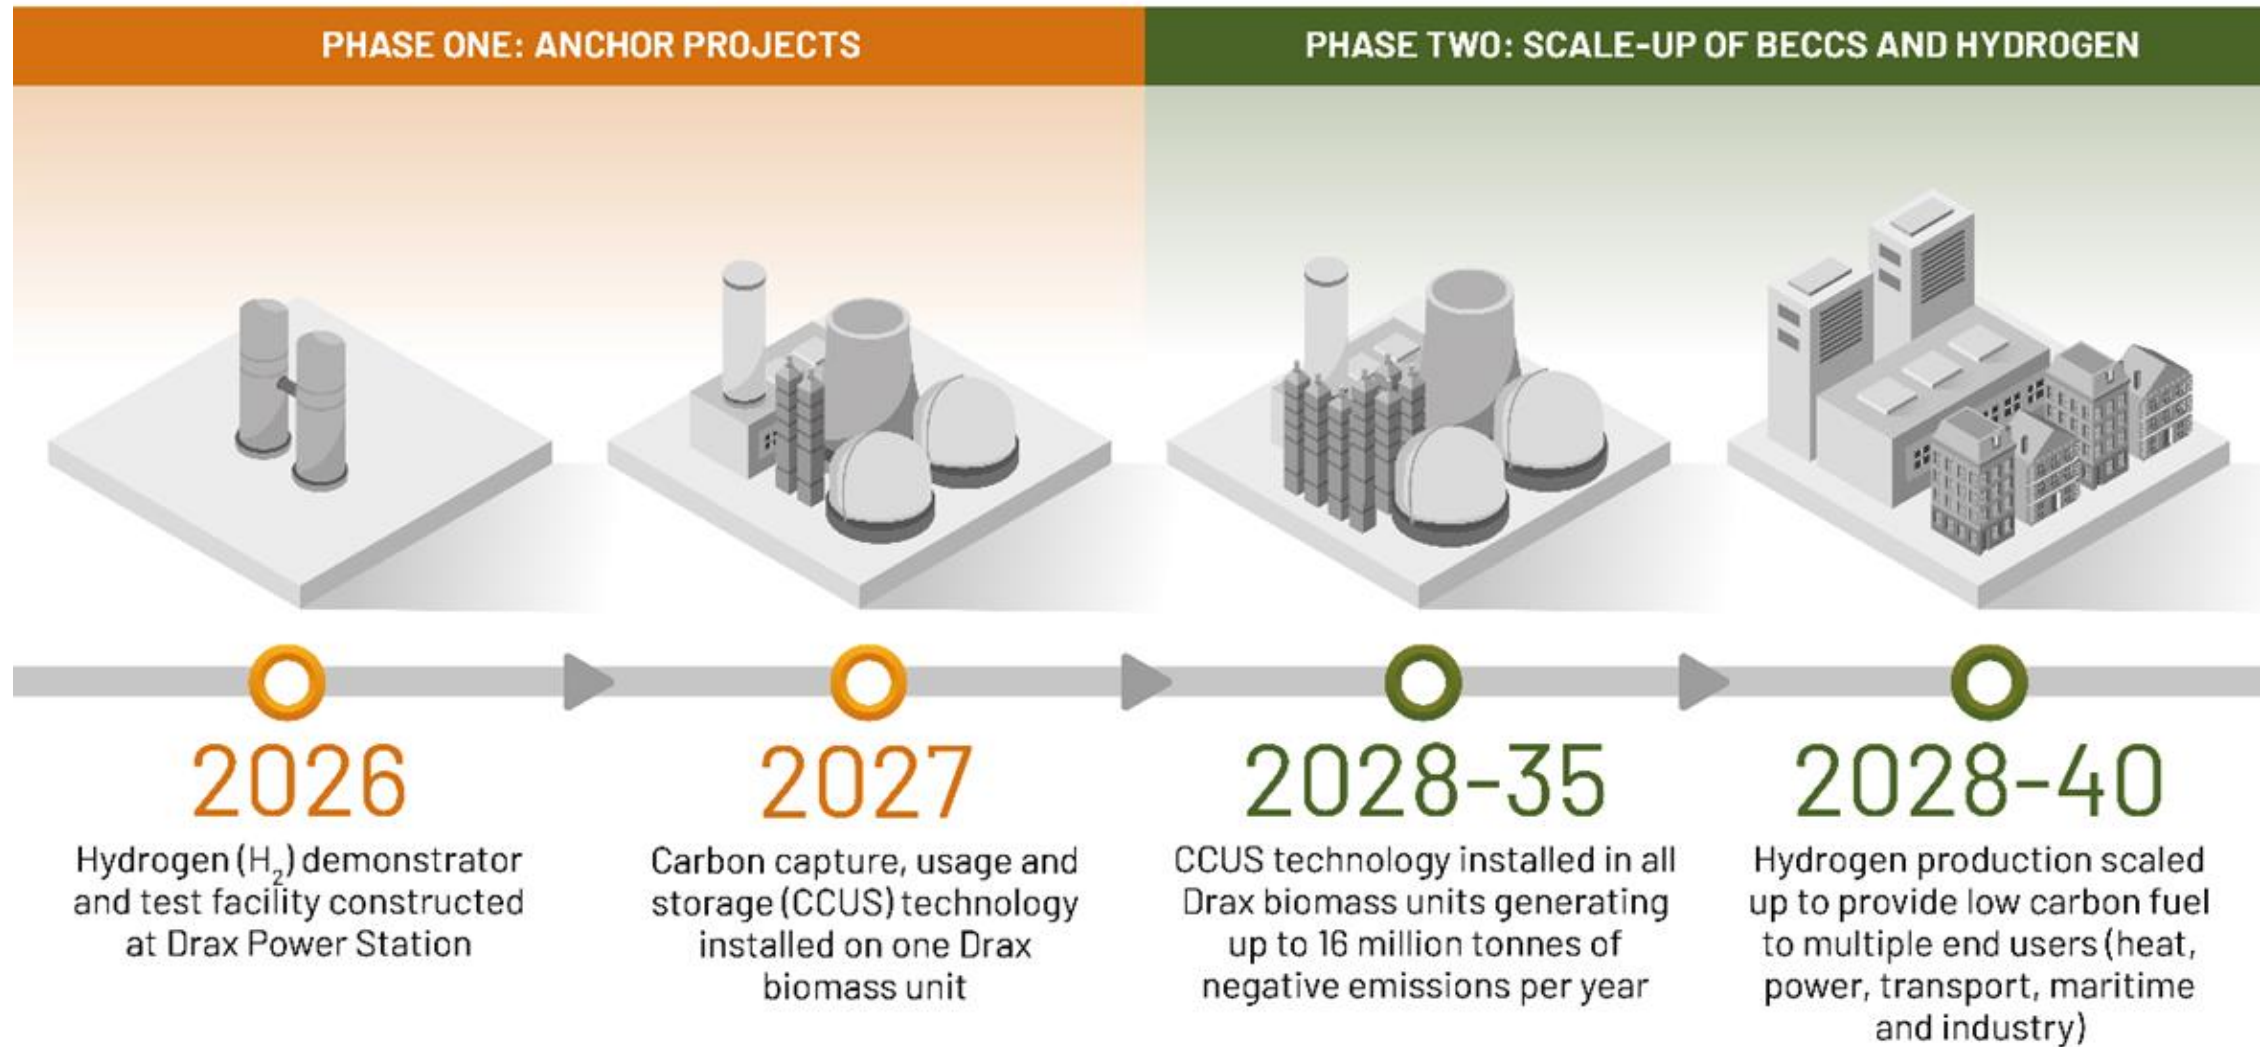 PHASE ONE: ANCHOR PROJECTS
PHASE TWO: SCALE-UP OF BECCS AND HYDROGEN
2026
Hydrogen (H₂) demonstrator
and test facility constructed
at Drax Power Station
2027
Carbon capture, usage and
storage (CCUS) technology
installed on one Drax
biomass unit
2028-35
CCUS technology installed in all
Drax biomass units generating
up to 16 million tonnes of
negative emissions per year
2028-40
Hydrogen production scaled
up to provide low carbon fuel
to multiple end users (heat,
power, transport, maritime
and industry)